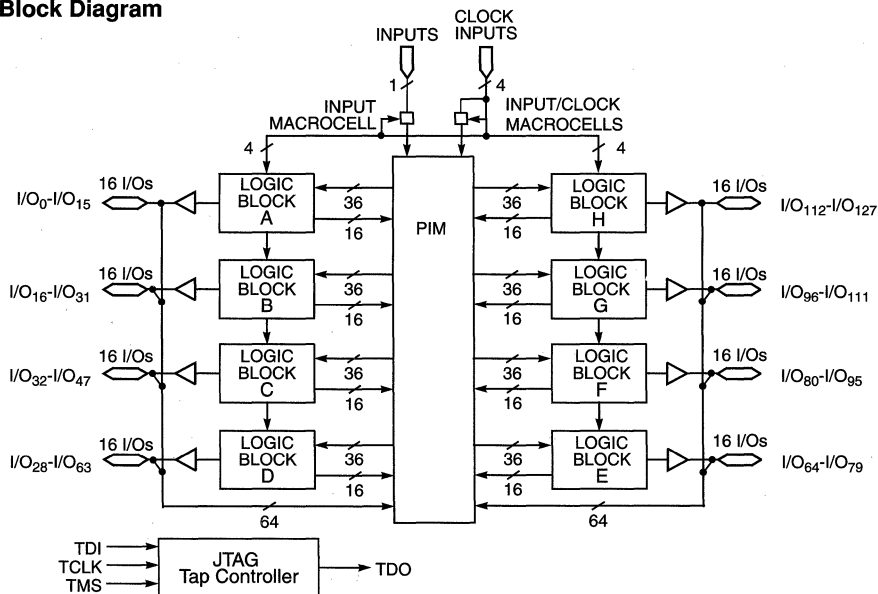 Block Diagram
INPUTS
CLOCK
INPUTS
1
4
INPUT
MACROCELL
INPUT/CLOCK
MACROCELLS
4
4
I/O0-I/O15
16 I/Os
LOGIC
BLOCK
A
36
16
PIM
36
16
LOGIC
BLOCK
H
16 I/Os
I/O112-I/O127
I/O16-I/O31
16 I/Os
LOGIC
BLOCK
B
36
16
36
16
LOGIC
BLOCK
G
16 I/Os
I/O96-I/O111
I/O32-I/O47
16 I/Os
LOGIC
BLOCK
C
36
16
36
16
LOGIC
BLOCK
F
16 I/Os
I/O80-I/O95
I/O28-I/O63
16 I/Os
LOGIC
BLOCK
D
36
16
36
16
LOGIC
BLOCK
E
16 I/Os
I/O64-I/O79
64
64
TDI
TCLK
TMS
JTAG
Tap Controller
TDO